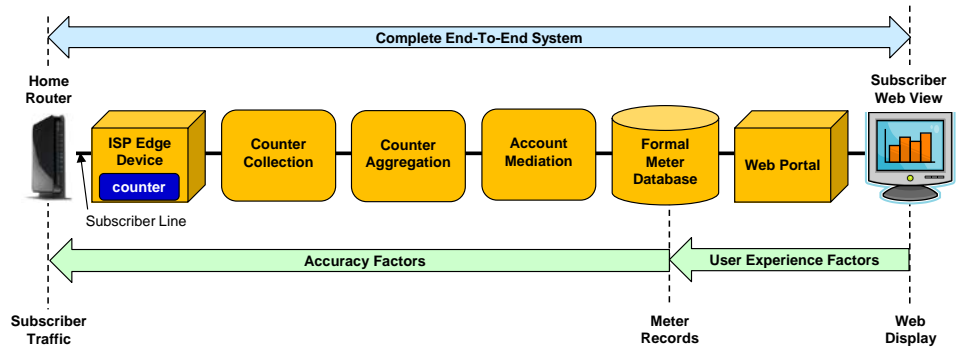 Complete End-To-End System
Home
Router
Subscriber
Web View
ISP Edge
Device
counter
Counter
Collection
Counter
Aggregation
Account
Mediation
Formal
Meter
Database
Web Portal
Subscriber Line
Accuracy Factors
User Experience Factors
Subscriber
Traffic
Meter
Records
Web
Display